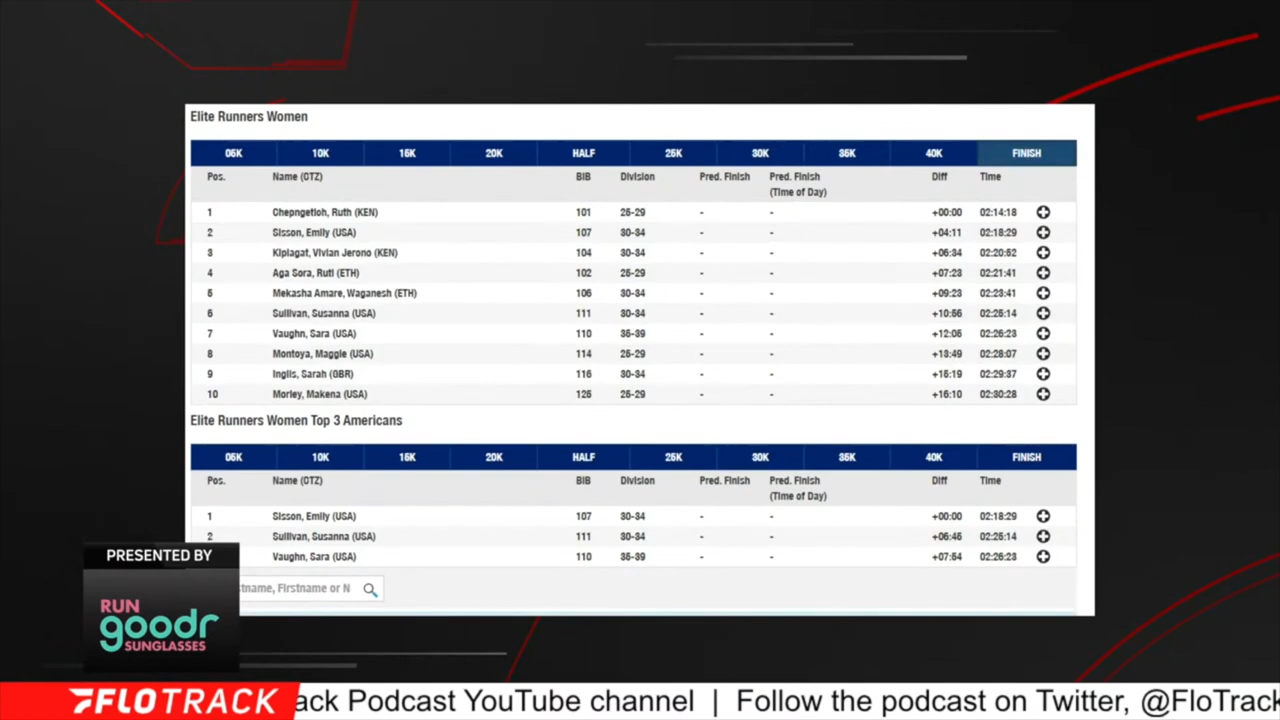 Elite Runners Women
05K 10K 15K 20K HALF 25K 30K 35K 40K FINISH
Pos. Name (CTZ) BIB Division Pred. Finish Pred. Finish Diff Time
(Time of Day)
1 Chepngetich, Ruth (KEN) 101 25-29 - - +00:00 02:14:18
2 Sisson, Emily (USA) 107 30-34 - - +04:11 02:18:29
3 Kiplagat, Vivian Jerono (KEN) 104 30-34 - - +06:34 02:20:52
4 Aga Sora, Ruti (ETH) 102 25-29 - - +07:23 02:21:41
5 Mekasha Amare, Waganesh (ETH) 106 30-34 - - +09:23 02:23:41
6 Sullivan, Susanna (USA) 111 30-34 - - +10:56 02:25:14
7 Vaughn, Sara (USA) 110 35-39 - - +12:05 02:26:23
8 Montoya, Maggie (USA) 114 25-29 - - +13:49 02:28:07
9 Inglis, Sarah (GBR) 116 30-34 - - +15:19 02:29:37
10 Morley, Makena (USA) 125 25-29 - - +16:10 02:30:28
Elite Runners Women Top 3 Americans
05K 10K 15K 20K HALF 25K 30K 35K 40K FINISH
Pos. Name (CTZ) BIB Division Pred. Finish Pred. Finish Diff Time
(Time of Day)
1 Sisson, Emily (USA) 107 30-34 - - +00:00 02:18:29
2 Sullivan, Susanna (USA) 111 30-34 - - +06:45 02:25:14
Vaughn, Sara (USA) 110 35-39 - - +07:54 02:26:23
stname, Firstname or N
PRESENTED BY
RUN
goodr
SUNGLASSES
FLOTRACK
ack Podcast YouTube channel | Follow the podcast on Twitter, @FloTrack